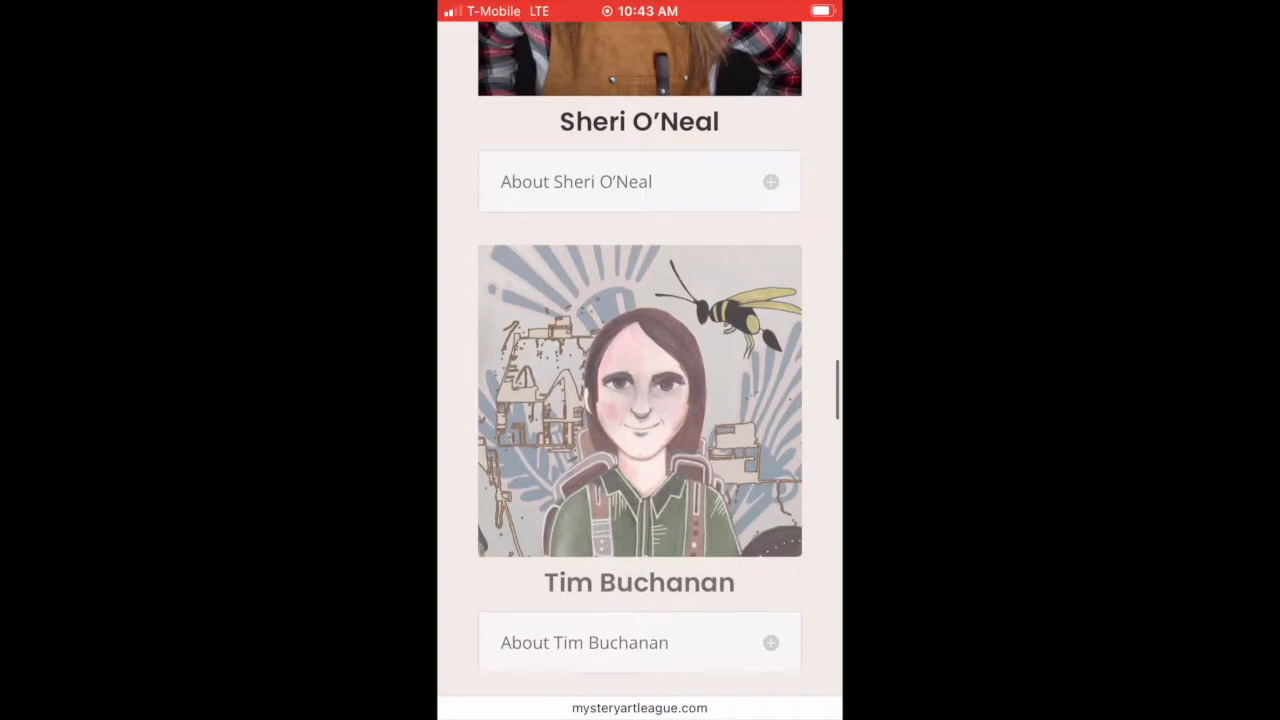 T-Mobile LTE 10:43 AM
Sheri O’Neal
About Sheri O’Neal
Tim Buchanan
About Tim Buchanan
mysteryartleague.com